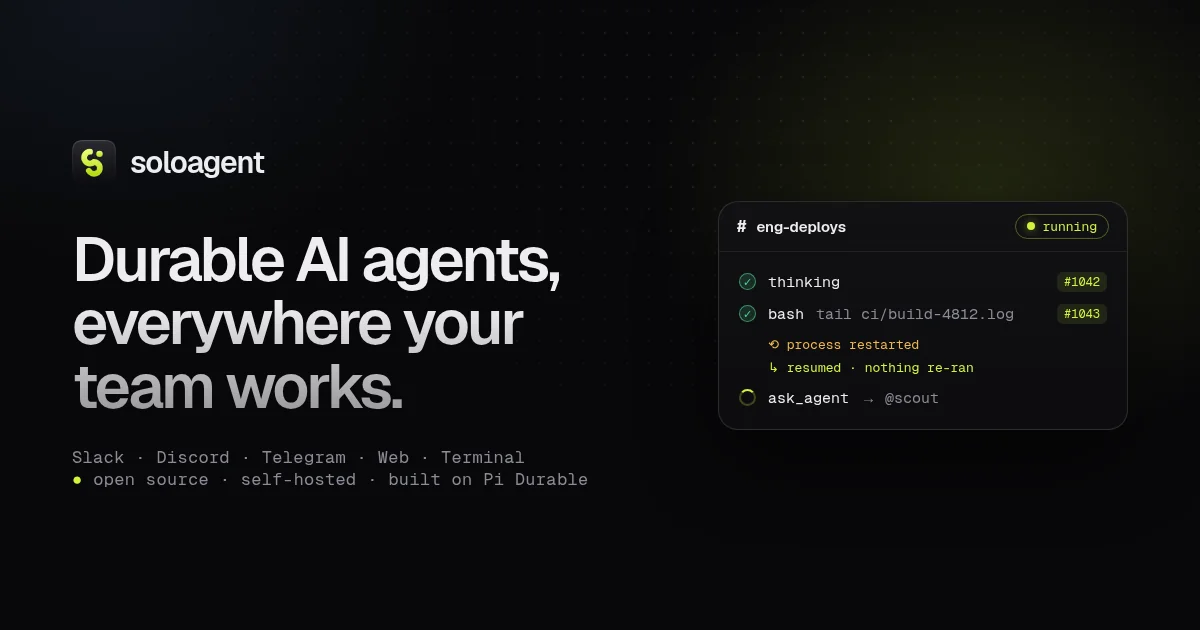 soloagent
Durable AI agents,
everywhere your
team works.
Slack · Discord · Telegram · Web · Terminal
● open source · self-hosted · built on Pi Durable
# eng-deploys
● running
✓ thinking #1042
✓ bash tail ci/build-4812.log #1043
⟲ process restarted
↳ resumed · nothing re-ran
ask_agent → @scout